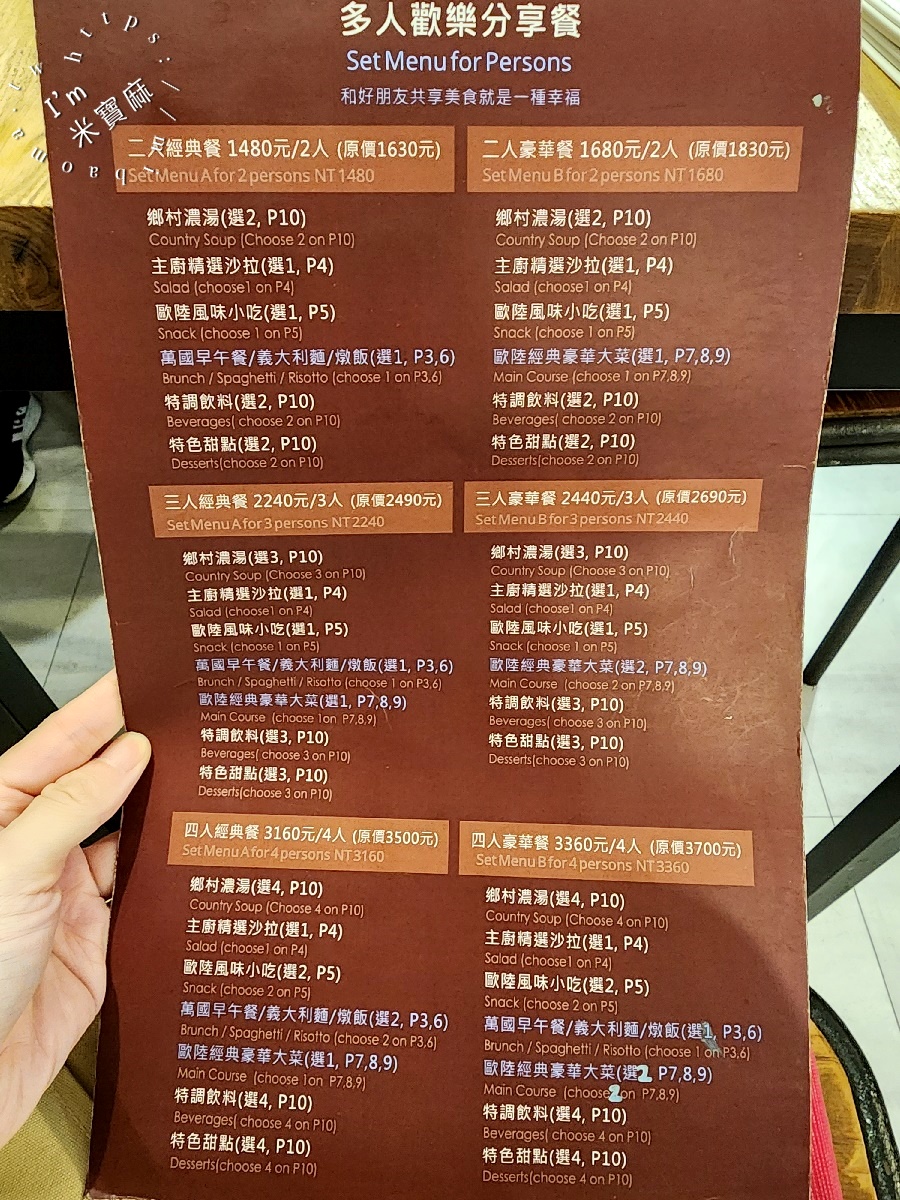 多人歡樂分享餐
Set Menu for Persons
和好朋友共享美食就是一種幸福
I'm
米寶麻
二人經典餐 1480元/2人 (原價1630元)
Set Menu A for 2 persons NT1480
鄉村濃湯(選2, P10)
Country Soup (Choose 2 on P10)
主廚精選沙拉(選1, P4)
Salad (choose1 on P4)
歐陸風味小吃(選1, P5)
Snack (choose 1 on P5)
萬國早午餐/義大利麵/燉飯(選1, P3,6)
Brunch / Spaghetti / Risotto (choose 1 on P3,6)
特調飲料(選2, P10)
Beverages( choose 2 on P10)
特色甜點(選2, P10)
Desserts(choose 2 on P10)
二人豪華餐 1680元/2人 (原價1830元)
Set Menu B for 2 persons NT1680
鄉村濃湯(選2, P10)
Country Soup (Choose 2 on P10)
主廚精選沙拉(選1, P4)
Salad (choose1 on P4)
歐陸風味小吃(選1, P5)
Snack (choose 1 on P5)
歐陸經典豪華大菜(選1, P7,8,9)
Main Course (choose 1 on P7,8,9)
特調飲料(選2, P10)
Beverages( choose 2 on P10)
特色甜點(選2, P10)
Desserts(choose 2 on P10)
三人經典餐 2240元/3人 (原價2490元)
Set Menu A for 3 persons NT2240
鄉村濃湯(選3, P10)
Country Soup (Choose 3 on P10)
主廚精選沙拉(選1, P4)
Salad (choose1 on P4)
歐陸風味小吃(選1, P5)
Snack (choose 1 on P5)
萬國早午餐/義大利麵/燉飯(選1, P3,6)
Brunch / Spaghetti / Risotto (choose 1 on P3,6)
歐陸經典豪華大菜(選1, P7,8,9)
Main Course (choose 1on P7,8,9)
特調飲料(選3, P10)
Beverages( choose 3 on P10)
特色甜點(選3, P10)
Desserts(choose 3 on P10)
三人豪華餐 2440元/3人 (原價2690元)
Set Menu B for 3 persons NT2440
鄉村濃湯(選3, P10)
Country Soup (Choose 3 on P10)
主廚精選沙拉(選1, P4)
Salad (choose1 on P4)
歐陸風味小吃(選1, P5)
Snack (choose 1 on P5)
歐陸經典豪華大菜(選2, P7,8,9)
Main Course (choose 2 on P7,8,9)
特調飲料(選3, P10)
Beverages( choose 3 on P10)
特色甜點(選3, P10)
Desserts(choose 3 on P10)
四人經典餐 3160元/4人 (原價3500元)
Set Menu A for 4 persons NT3160
鄉村濃湯(選4, P10)
Country Soup (Choose 4 on P10)
主廚精選沙拉(選1, P4)
Salad (choose1 on P4)
歐陸風味小吃(選2, P5)
Snack (choose 2 on P5)
萬國早午餐/義大利麵/燉飯(選2, P3,6)
Brunch / Spaghetti / Risotto (choose 2 on P3,6)
歐陸經典豪華大菜(選1, P7,8,9)
Main Course (choose 1on P7,8,9)
特調飲料(選4, P10)
Beverages( choose 4 on P10)
特色甜點(選4, P10)
Desserts(choose 4 on P10)
四人豪華餐 3360元/4人 (原價3700元)
Set Menu B for 4 persons NT3360
鄉村濃湯(選4, P10)
Country Soup (Choose 4 on P10)
主廚精選沙拉(選1, P4)
Salad (choose1 on P4)
歐陸風味小吃(選2, P5)
Snack (choose 2 on P5)
萬國早午餐/義大利麵/燉飯(選1, P3,6)
Brunch / Spaghetti / Risotto (choose 1 on P3,6)
歐陸經典豪華大菜(選2 P7,8,9)
Main Course (choose 2 on P7,8,9)
特調飲料(選4, P10)
Beverages( choose 4 on P10)
特色甜點(選4, P10)
Desserts(choose 4 on P10)